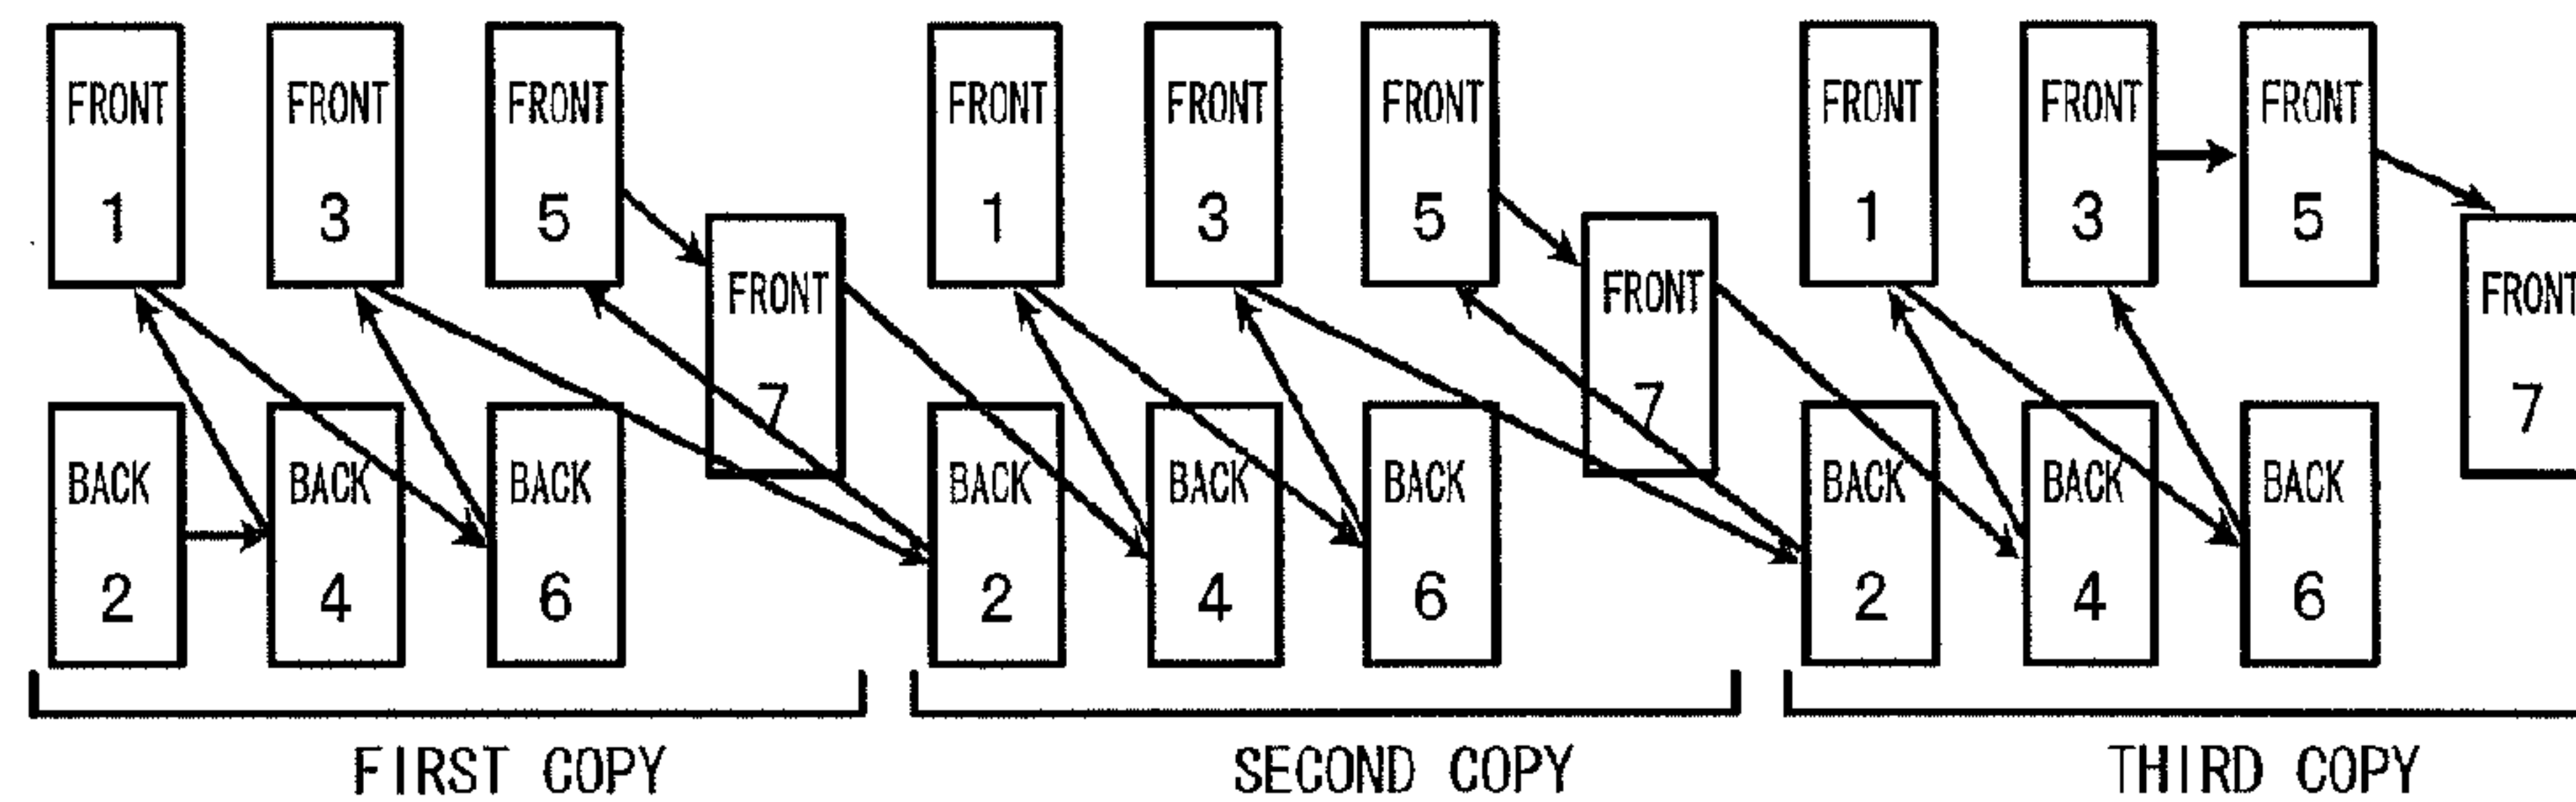 FRONT FRONT FRONT FRONT FRONT FRONT FRONT FRONT FRONT
1 3 5 1 3 5 1 3 5
FRONT FRONT FRONT
7 7 7
BACK BACK BACK BACK BACK BACK BACK BACK BACK
2 4 6 2 4 6 2 4 6
FIRST COPY SECOND COPY THIRD COPY